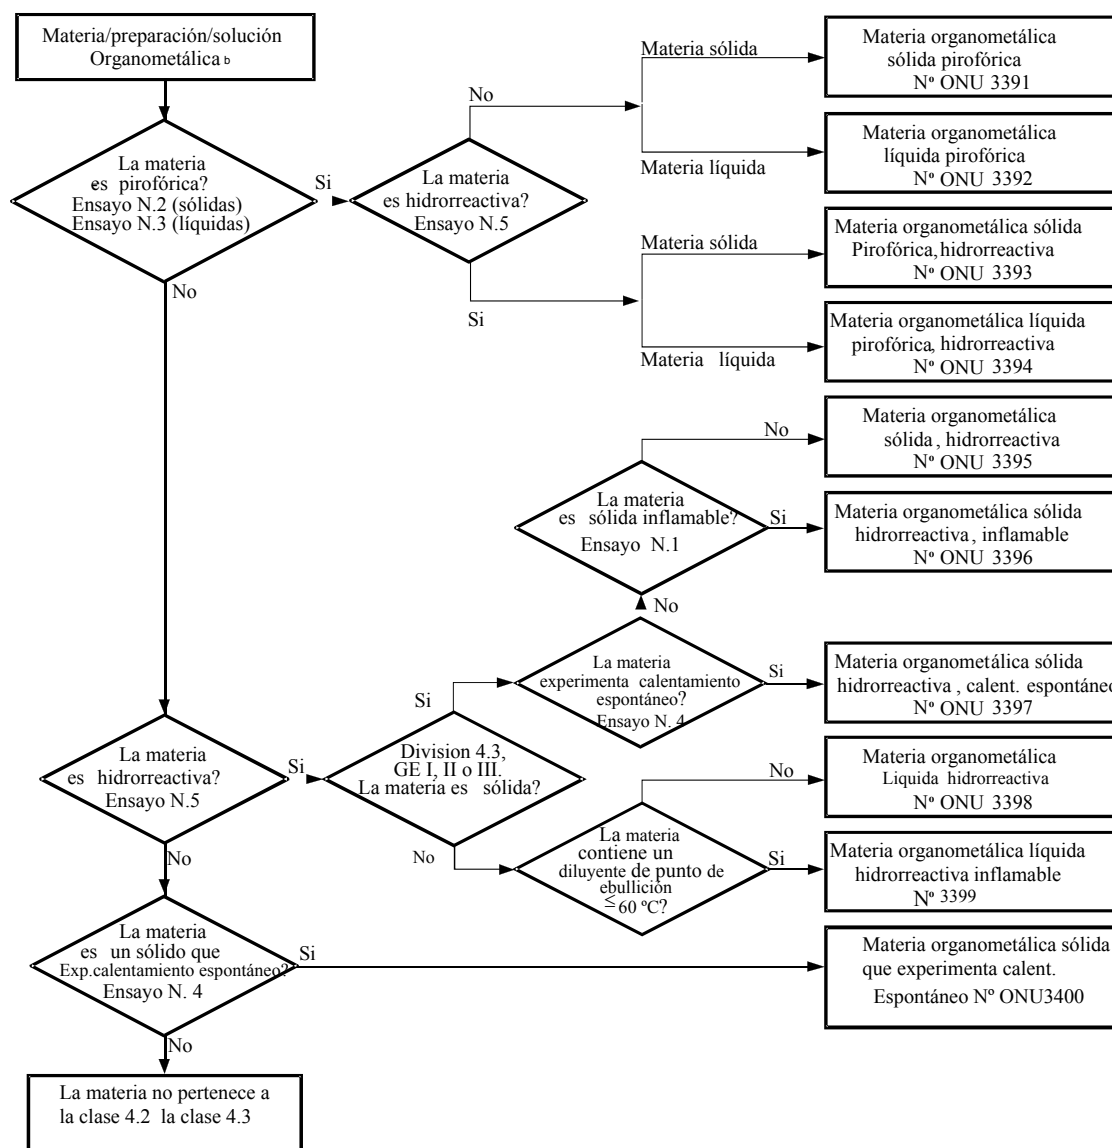 Materia/preparación/solución
Organometálica b
La materia
es pirofórica?
Ensayo N.2 (sólidas)
Ensayo N.3 (líquidas)
Si
No
La materia
es hidrorreactiva?
Ensayo N.5
No
Si
Materia sólida
Materia líquida
Materia sólida
Materia líquida
Materia organometálica
sólida pirofórica
Nº ONU 3391
Materia organometálica
líquida pirofórica
Nº ONU 3392
Materia organometálica sólida
Pirofórica, hidrorreactiva
Nº ONU 3393
Materia organometálica líquida
pirofórica, hidrorreactiva
Nº ONU 3394
No
Materia organometálica
sólida , hidrorreactiva
Nº ONU 3395
La materia
es sólida inflamable?
Ensayo N.1
Si
Materia organometálica sólida
hidrorreactiva , inflamable
Nº ONU 3396
No
La materia
experimenta calentamiento
espontáneo?
Ensayo N. 4
Si
Materia organometálica sólida
hidrorreactiva , calent. espontáneo
Nº ONU 3397
La materia
es hidrorreactiva?
Ensayo N.5
Si
No
Si
Division 4.3,
GE I, II o III.
La materia es sólida?
No
No
Materia organometálica
Liquida hidrorreactiva
Nº ONU 3398
La materia
contiene un
diluyente de punto de
ebullición
≤ 60 ºC?
Si
Materia organometálica líquida
hidrorreactiva inflamable
Nº 3399
La materia
es un sólido que
Exp.calentamiento espontáneo?
Ensayo N. 4
Si
Materia organometálica sólida
que experimenta calent.
Espontáneo Nº ONU3400
No
La materia no pertenece a
la clase 4.2 la clase 4.3